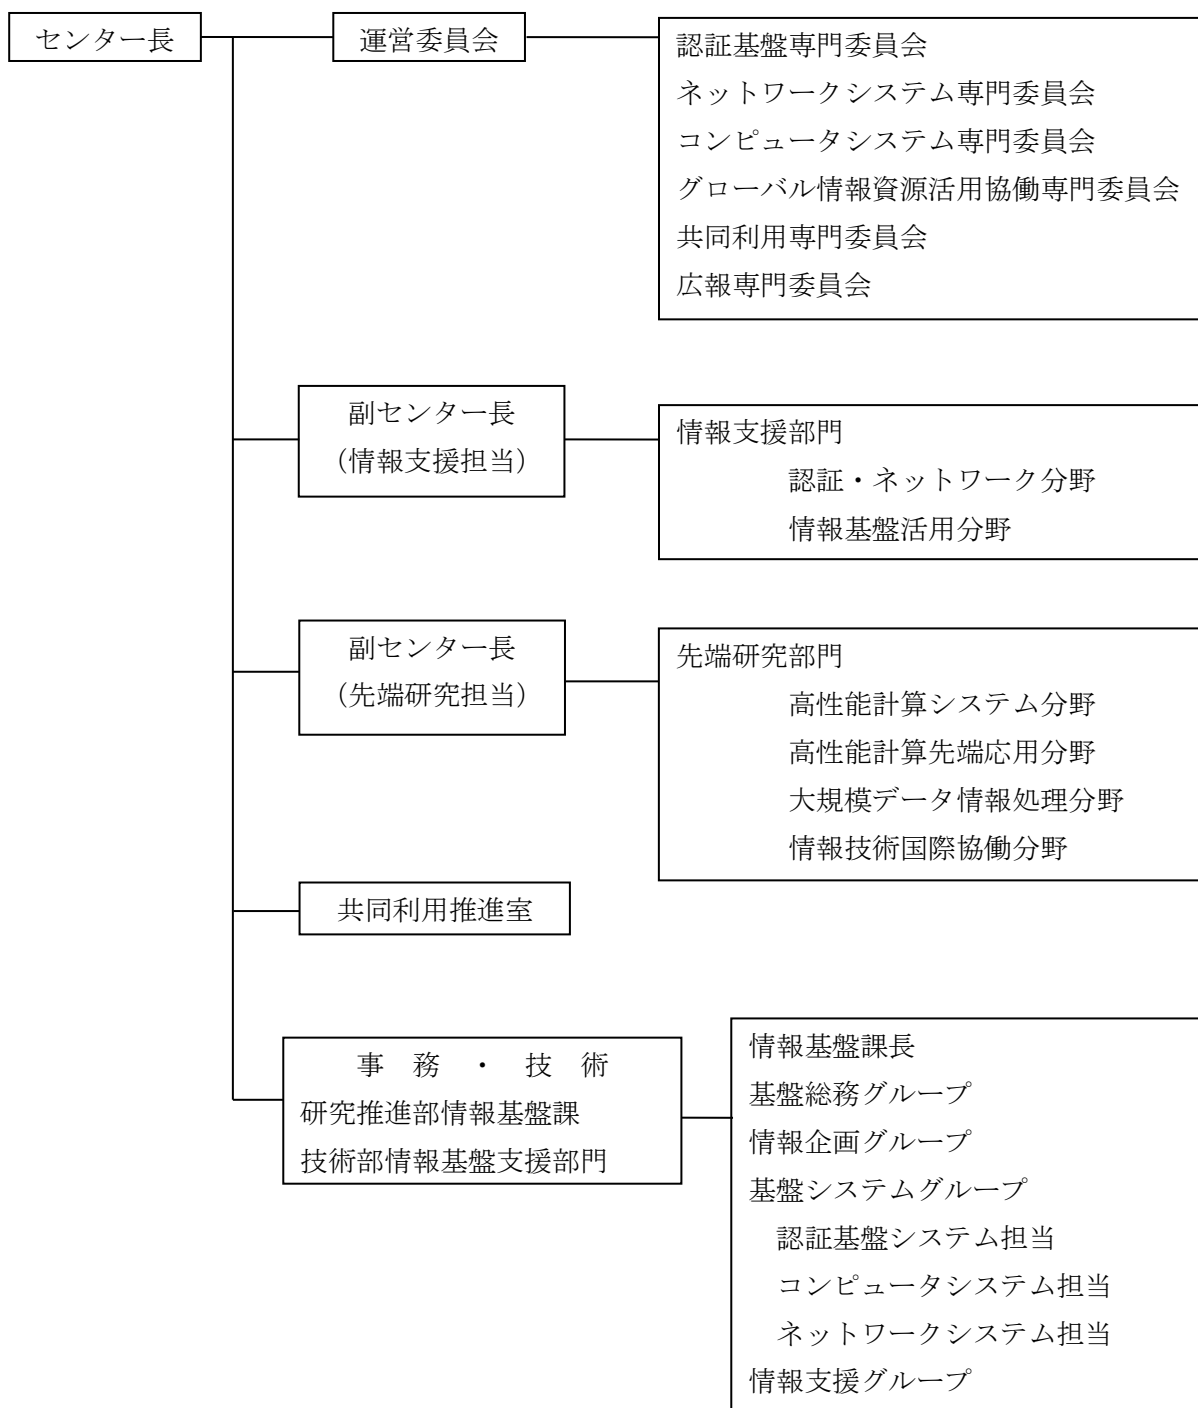 センター長
運営委員会
認証基盤専門委員会
ネットワークシステム専門委員会
コンピュータシステム専門委員会
グローバル情報資源活用協働専門委員会
共同利用専門委員会
広報専門委員会
副センター長
（情報支援担当）
情報支援部門
認証・ネットワーク分野
情報基盤活用分野
副センター長
（先端研究担当）
先端研究部門
高性能計算システム分野
高性能計算先端応用分野
大規模データ情報処理分野
情報技術国際協働分野
共同利用推進室
事　務　・　技　術
研究推進部情報基盤課
技術部情報基盤支援部門
情報基盤課長
基盤総務グループ
情報企画グループ
基盤システムグループ
認証基盤システム担当
コンピュータシステム担当
ネットワークシステム担当
情報支援グループ